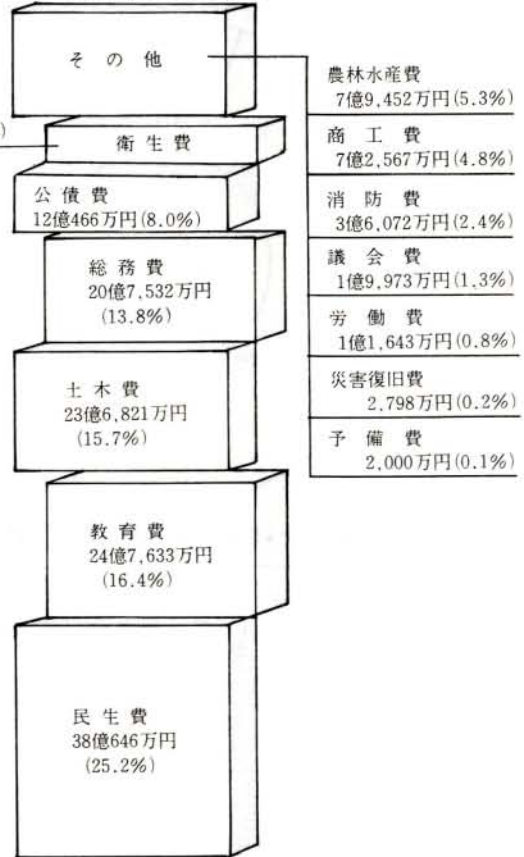 その他
農林水産費
7億9,452万円(5.3%)
商工費
7億2,567万円(4.8%)
消防費
3億6,072万円(2.4%)
議会費
1億9,973万円(1.3%)
労働費
1億1,643万円(0.8%)
災害復旧費
2,798万円(0.2%)
予備費
2,000万円(0.1%)
)
衛生費
公債費
12億466万円(8.0%)
総務費
20億7,532万円
(13.8%)
土木費
23億6,821万円
(15.7%)
教育費
24億7,633万円
(16.4%)
民生費
38億646万円
(25.2%)